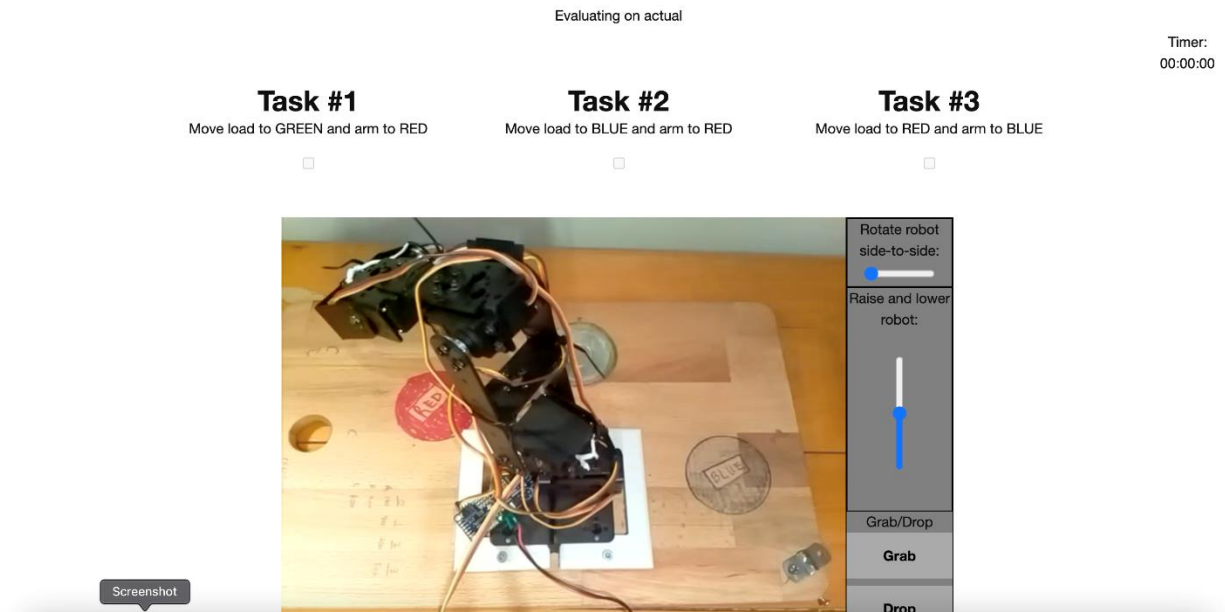 Evaluating on actual
Timer:
00:00:00
Task #1
Move load to GREEN and arm to RED
Task #2
Move load to BLUE and arm to RED
Task #3
Move load to RED and arm to BLUE
Rotate robot
side-to-side:
Raise and lower
robot:
RED
BLUE
Grab/Drop
Grab
Drop
Screenshot